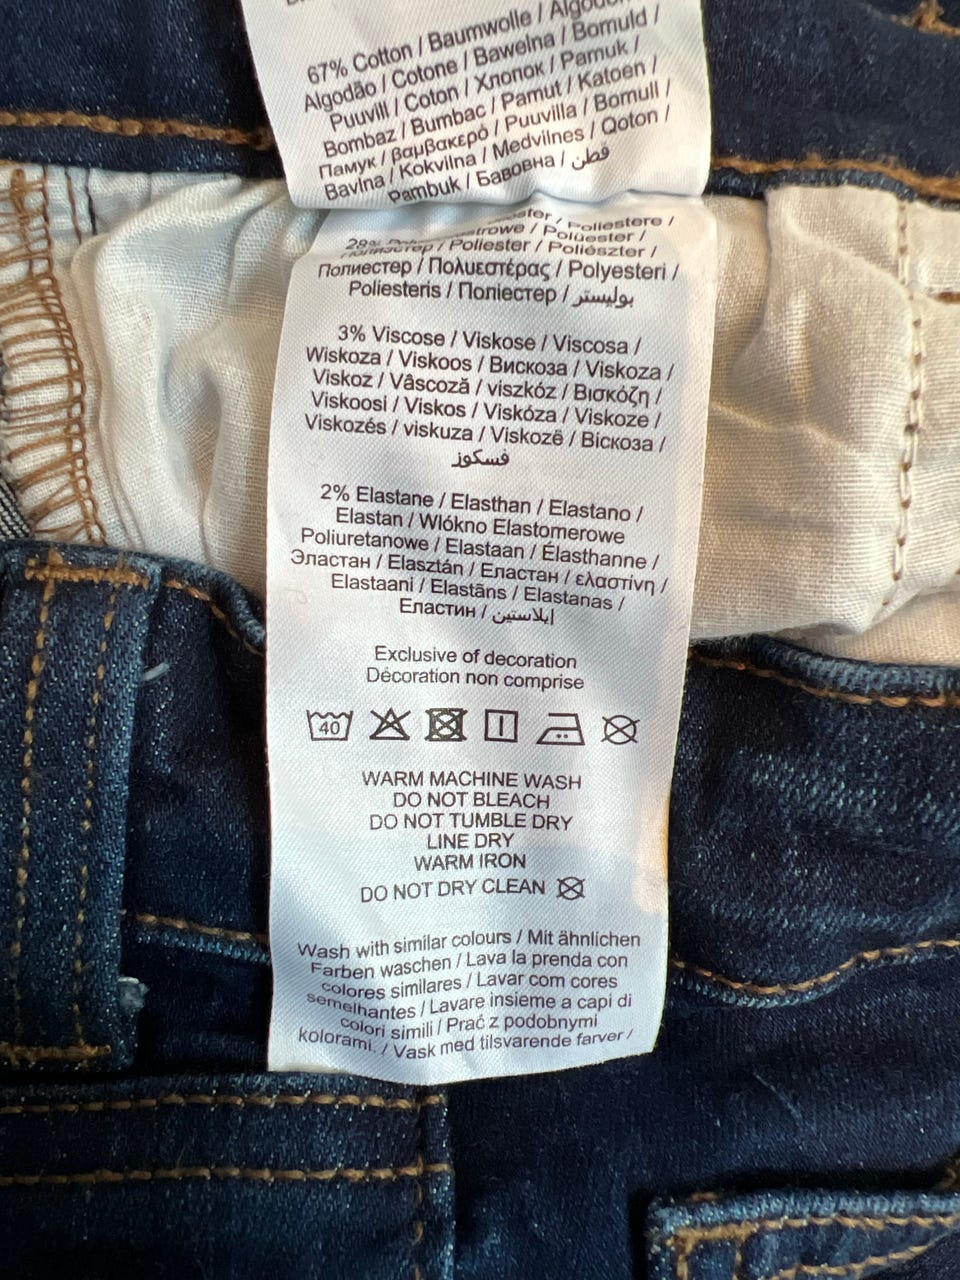 67% Cotton / Baumwolle /
Algodão / Cotone / Bawełna / Bomuld /
Puuvill / Coton / Хлопок / Pamuk /
Bombaz / Bumbac / Pamut / Katoen /
Памук / βαμβακερό / Puuvilla / Bomull /
Bavlna / Kokvilna / Medvilnes / Qoton /
Pambuk / Бавовна / قطن
/ Poliestere /
/ Poliüester /
/ Poliester / Poliészter /
Полиестер / Πολυεστέρας / Polyesteri /
Poliesteris / Поліестер / بوليستر
3% Viscose / Viskose / Viscosa /
Wiskoza / Viskoos / Вискоза / Viskoza /
Viskoz / Vâscoză / viszkóz / Βισκόζη /
Viskoosi / Viskos / Viskóza / Viskoze /
Viskozés / viskuza / Viskozë / Віскоза /
فسكوز
2% Elastane / Elasthan / Elastano /
Elastan / Wlókno Elastomerowe
Poliuretanowe / Elastaan / Élasthanne /
Эластан / Elasztán / Еластан / ελαστίνη /
Elastaani / Elastāns / Elastanas /
Еластин / إيلاستين
Exclusive of decoration
Décoration non comprise
40
WARM MACHINE WASH
DO NOT BLEACH
DO NOT TUMBLE DRY
LINE DRY
WARM IRON
DO NOT DRY CLEAN
Wash with similar colours / Mit ähnlichen
Farben waschen / Lava la prenda con
colores similares / Lavar com cores
semelhantes / Lavare insieme a capi di
colori simili / Prać z podobnymi
kolorami. / Vask med tilsvarende farver /